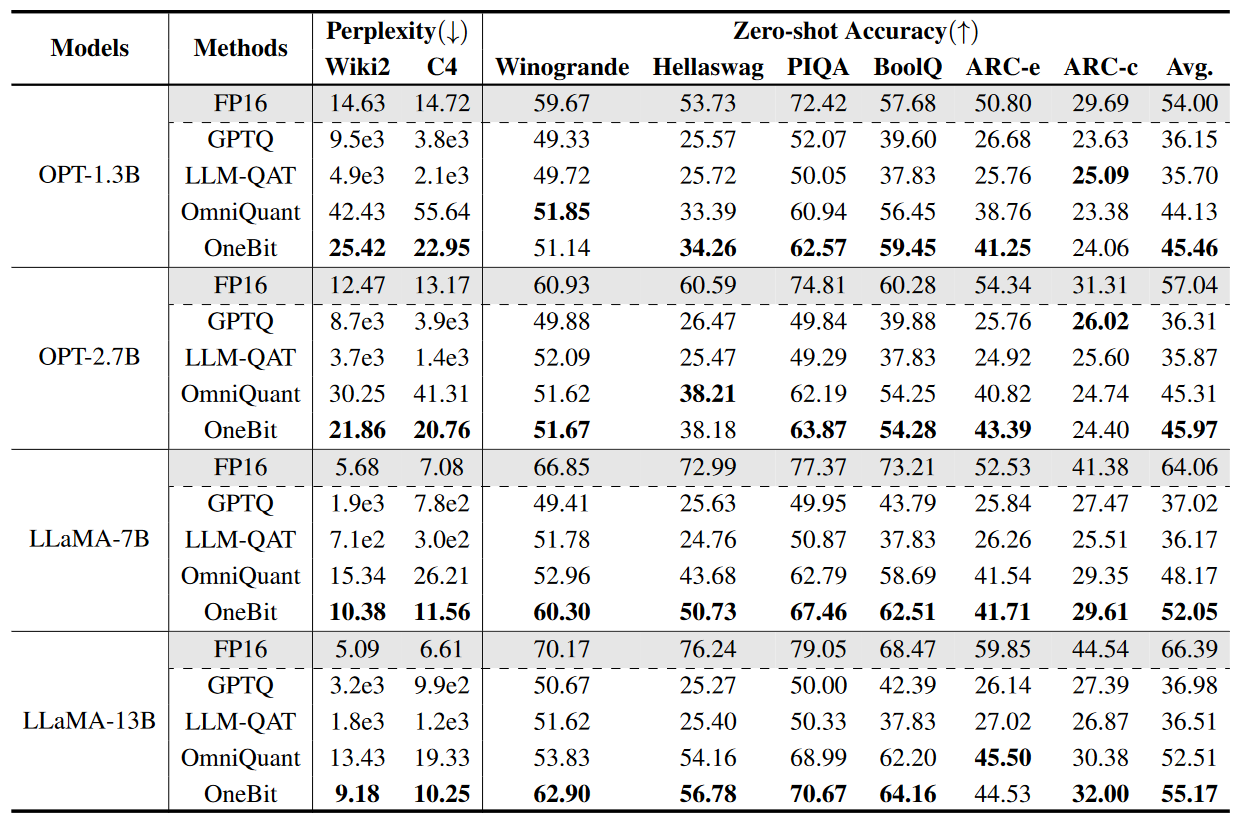 Models Methods Perplexity(↓) Zero-shot Accuracy(↑)
Wiki2 C4 Winogrande Hellaswag PIQA BoolQ ARC-e ARC-c Avg.
FP16 14.63 14.72 59.67 53.73 72.42 57.68 50.80 29.69 54.00
GPTQ 9.5e3 3.8e3 49.33 25.57 52.07 39.60 26.68 23.63 36.15
OPT-1.3B LLM-QAT 4.9e3 2.1e3 49.72 25.72 50.05 37.83 25.76 25.09 35.70
OmniQuant 42.43 55.64 51.85 33.39 60.94 56.45 38.76 23.38 44.13
OneBit 25.42 22.95 51.14 34.26 62.57 59.45 41.25 24.06 45.46
FP16 12.47 13.17 60.93 60.59 74.81 60.28 54.34 31.31 57.04
GPTQ 8.7e3 3.9e3 49.88 26.47 49.84 39.88 25.76 26.02 36.31
OPT-2.7B LLM-QAT 3.7e3 1.4e3 52.09 25.47 49.29 37.83 24.92 25.60 35.87
OmniQuant 30.25 41.31 51.62 38.21 62.19 54.25 40.82 24.74 45.31
OneBit 21.86 20.76 51.67 38.18 63.87 54.28 43.39 24.40 45.97
FP16 5.68 7.08 66.85 72.99 77.37 73.21 52.53 41.38 64.06
GPTQ 1.9e3 7.8e2 49.41 25.63 49.95 43.79 25.84 27.47 37.02
LLaMA-7B LLM-QAT 7.1e2 3.0e2 51.78 24.76 50.87 37.83 26.26 25.51 36.17
OmniQuant 15.34 26.21 52.96 43.68 62.79 58.69 41.54 29.35 48.17
OneBit 10.38 11.56 60.30 50.73 67.46 62.51 41.71 29.61 52.05
FP16 5.09 6.61 70.17 76.24 79.05 68.47 59.85 44.54 66.39
GPTQ 3.2e3 9.9e2 50.67 25.27 50.00 42.39 26.14 27.39 36.98
LLaMA-13B LLM-QAT 1.8e3 1.2e3 51.62 25.40 50.33 37.83 27.02 26.87 36.51
OmniQuant 13.43 19.33 53.83 54.16 68.99 62.20 45.50 30.38 52.51
OneBit 9.18 10.25 62.90 56.78 70.67 64.16 44.53 32.00 55.17